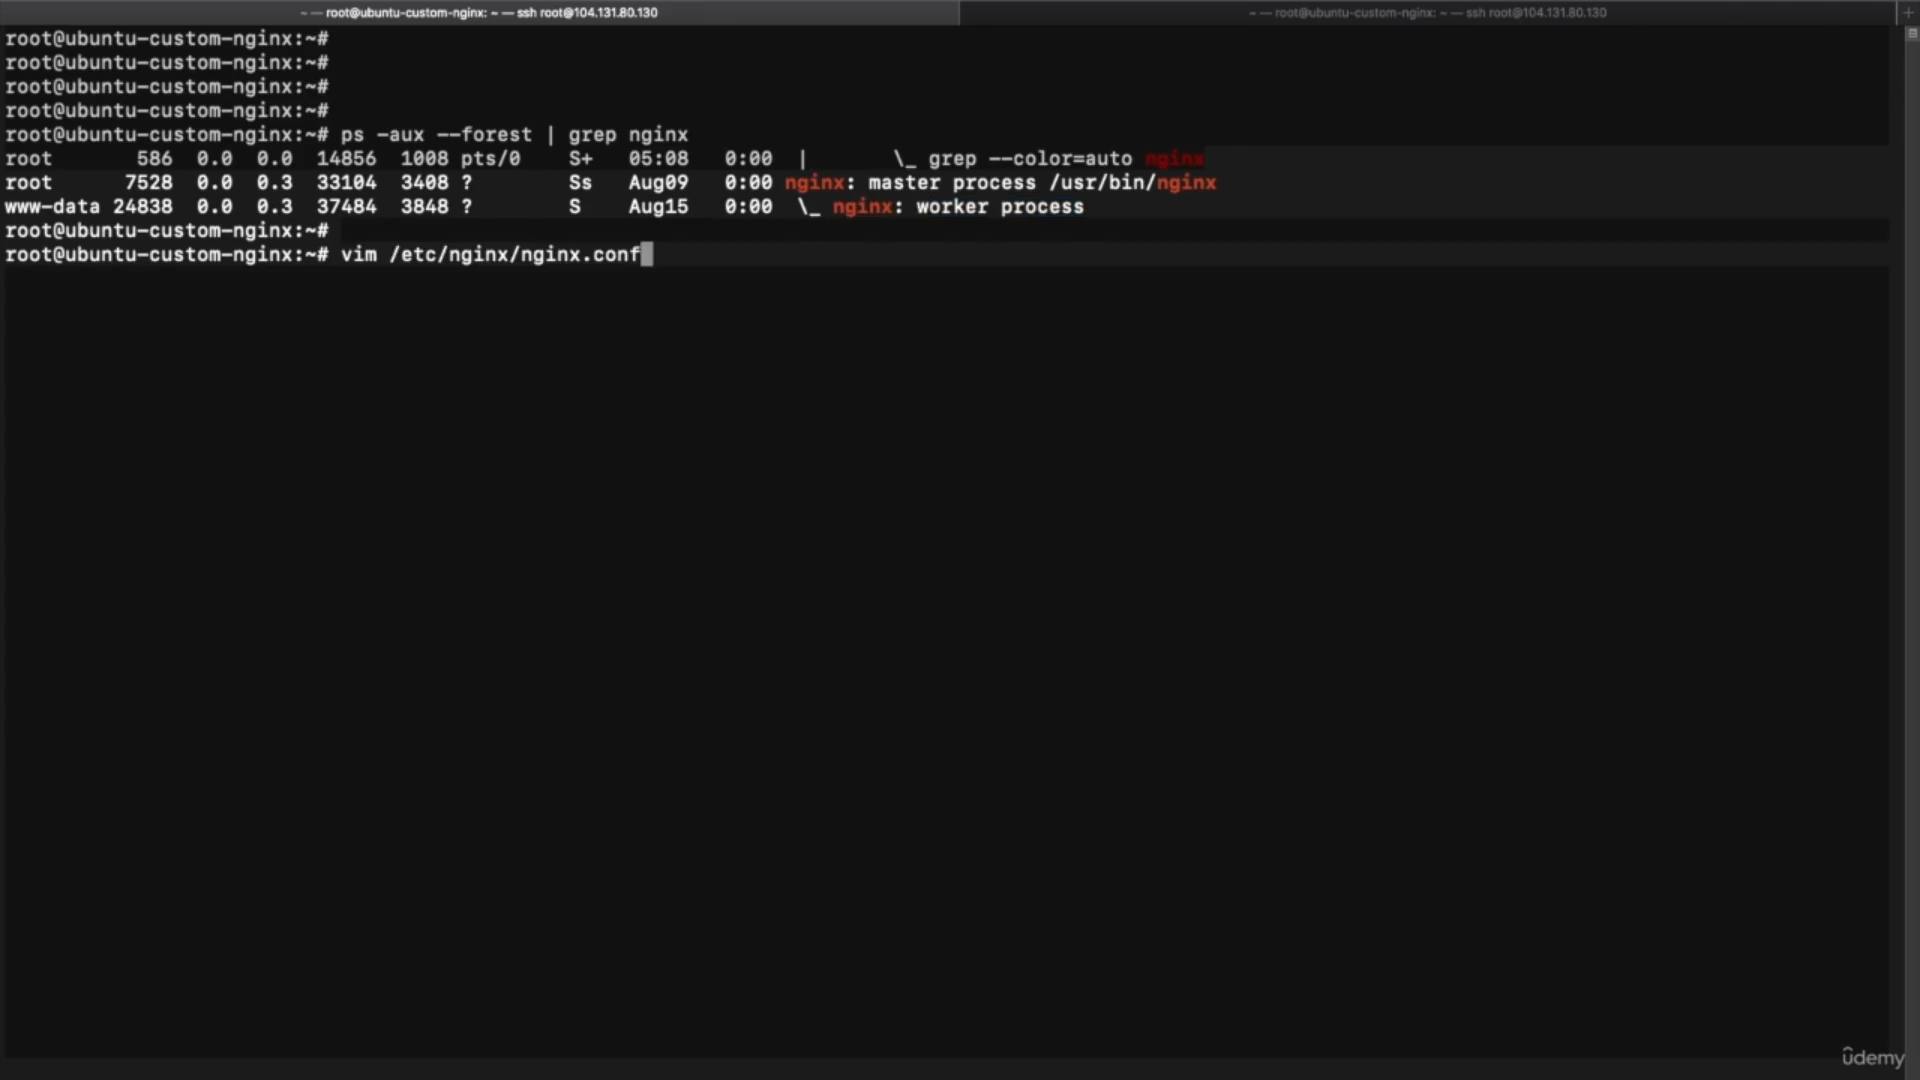 ~ — root@ubuntu-custom-nginx: ~ — ssh root@104.131.80.130
~ — root@ubuntu-custom-nginx: ~ — ssh root@104.131.80.130 +
root@ubuntu-custom-nginx:~#
root@ubuntu-custom-nginx:~#
root@ubuntu-custom-nginx:~#
root@ubuntu-custom-nginx:~#
root@ubuntu-custom-nginx:~# ps -aux --forest | grep nginx
root       586  0.0  0.0  14856  1008 pts/0    S+   05:08   0:00  |       \_ grep --color=auto nginx
root      7528  0.0  0.3  33104  3408 ?        Ss   Aug09   0:00 nginx: master process /usr/bin/nginx
www-data 24838  0.0  0.3  37484  3848 ?        S    Aug15   0:00  \_ nginx: worker process
root@ubuntu-custom-nginx:~#
root@ubuntu-custom-nginx:~# vim /etc/nginx/nginx.conf
ûdemy